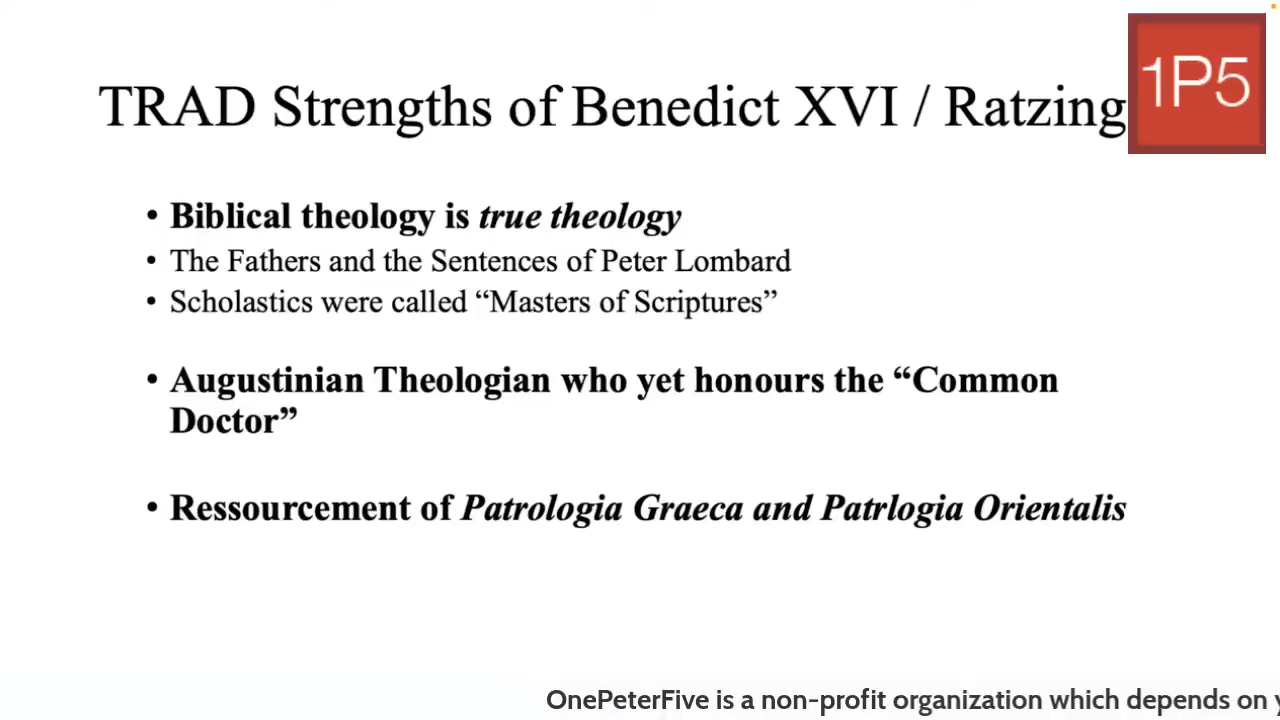 TRAD Strengths of Benedict XVI / Ratzing
1P5
• Biblical theology is true theology
• The Fathers and the Sentences of Peter Lombard
• Scholastics were called “Masters of Scriptures”
• Augustinian Theologian who yet honours the “Common
Doctor”
• Ressourcement of Patrologia Graeca and Patrlogia Orientalis
OnePeterFive is a non-profit organization which depends on